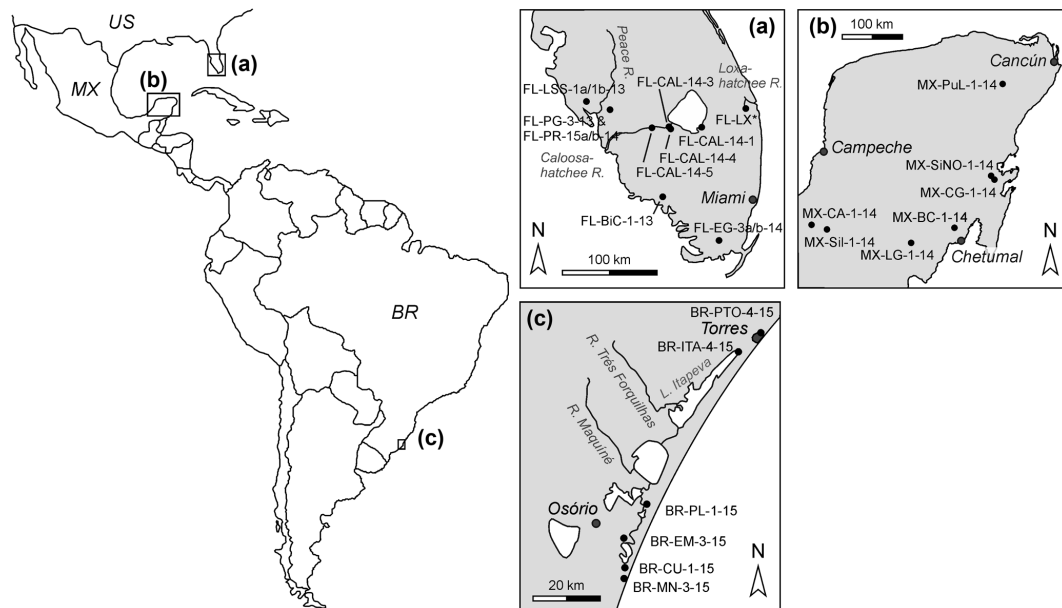 US
MX
(a)
(b)
BR
(c)
(a)
Peace R.
Loxa-
hatchee R.
FL-CAL-14-3
FL-LSS-1a/1b-13
FL-LX*
FL-PG-3-13 &
FL-PR-15a/b-14
FL-CAL-14-1
Caloosa-
hatchee R.
FL-CAL-14-4
FL-CAL-14-5
Miami
FL-BiC-1-13
FL-EG-3a/b-14
N
100 km
100 km
(b)
Cancún
MX-PuL-1-14
Campeche
MX-SiNO-1-14
MX-CG-1-14
MX-CA-1-14
MX-BC-1-14
MX-Sil-1-14
MX-LG-1-14
Chetumal
N
(c)
BR-PTO-4-15
Torres
BR-ITA-4-15
R. Trés Forquilhas
L. Itapeva
R. Maquiné
Osório
BR-PL-1-15
BR-EM-3-15
N
BR-CU-1-15
BR-MN-3-15
20 km